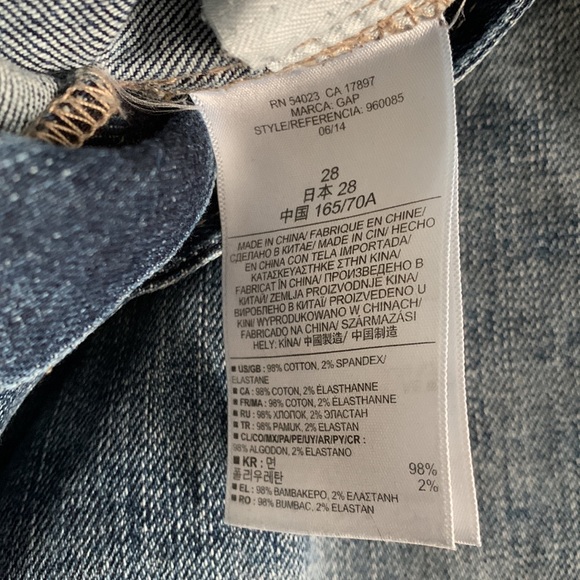 RN 54023 CA 17897
MARCA: GAP
STYLE/REFERENCIA: 960085
06/14
28
日本 28
中国 165/70A
MADE IN CHINA/ FABRIQUE EN CHINE/
СДЕЛАНО В КИТАЕ/ MADE IN CIN/ HECHO
EN CHINA CON TELA IMPORTADA/
ΚΑΤΑΣΚΕΥΑΣΤΗΚΕ ΣΤΗΝ ΚΙΝΑ/
FABRICAT ÎN CHINA/ ПРОИЗВЕДЕНО В
КИТАЙ/ ZEMLJA PROIZVODNJE KINA/
ВИРОБЛЕНО В КИТАЇ/ PROIZVEDENO U
KINI/ WYPRODUKOWANO W CHINACH/
FABRICADO NA CHINA/ SZÁRMAZÁSI
HELY: KÍNA/ 中國製造/ 中国制造
■ US/GB : 98% COTTON, 2% SPANDEX/
ELASTANE
■ CA : 98% COTON, 2% ÉLASTHANNE
■ FR/MA : 98% COTON, 2% ÉLASTHANNE
■ RU : 98% ХЛОПОК, 2% ЭЛАСТАН
■ TR : 98% PAMUK, 2% ELASTAN
■ CL/CO/MX/PA/PE/UY/AR/PY/CR :
98% ALGODON, 2% ELASTANO
■ KR : 면 98%
폴리우레탄 2%
■ EL : 98% ΒΑΜΒΑΚΕΡΟ, 2% ΕΛΑΣΤΑΝΗ
■ RO : 98% BUMBAC, 2% ELASTAN